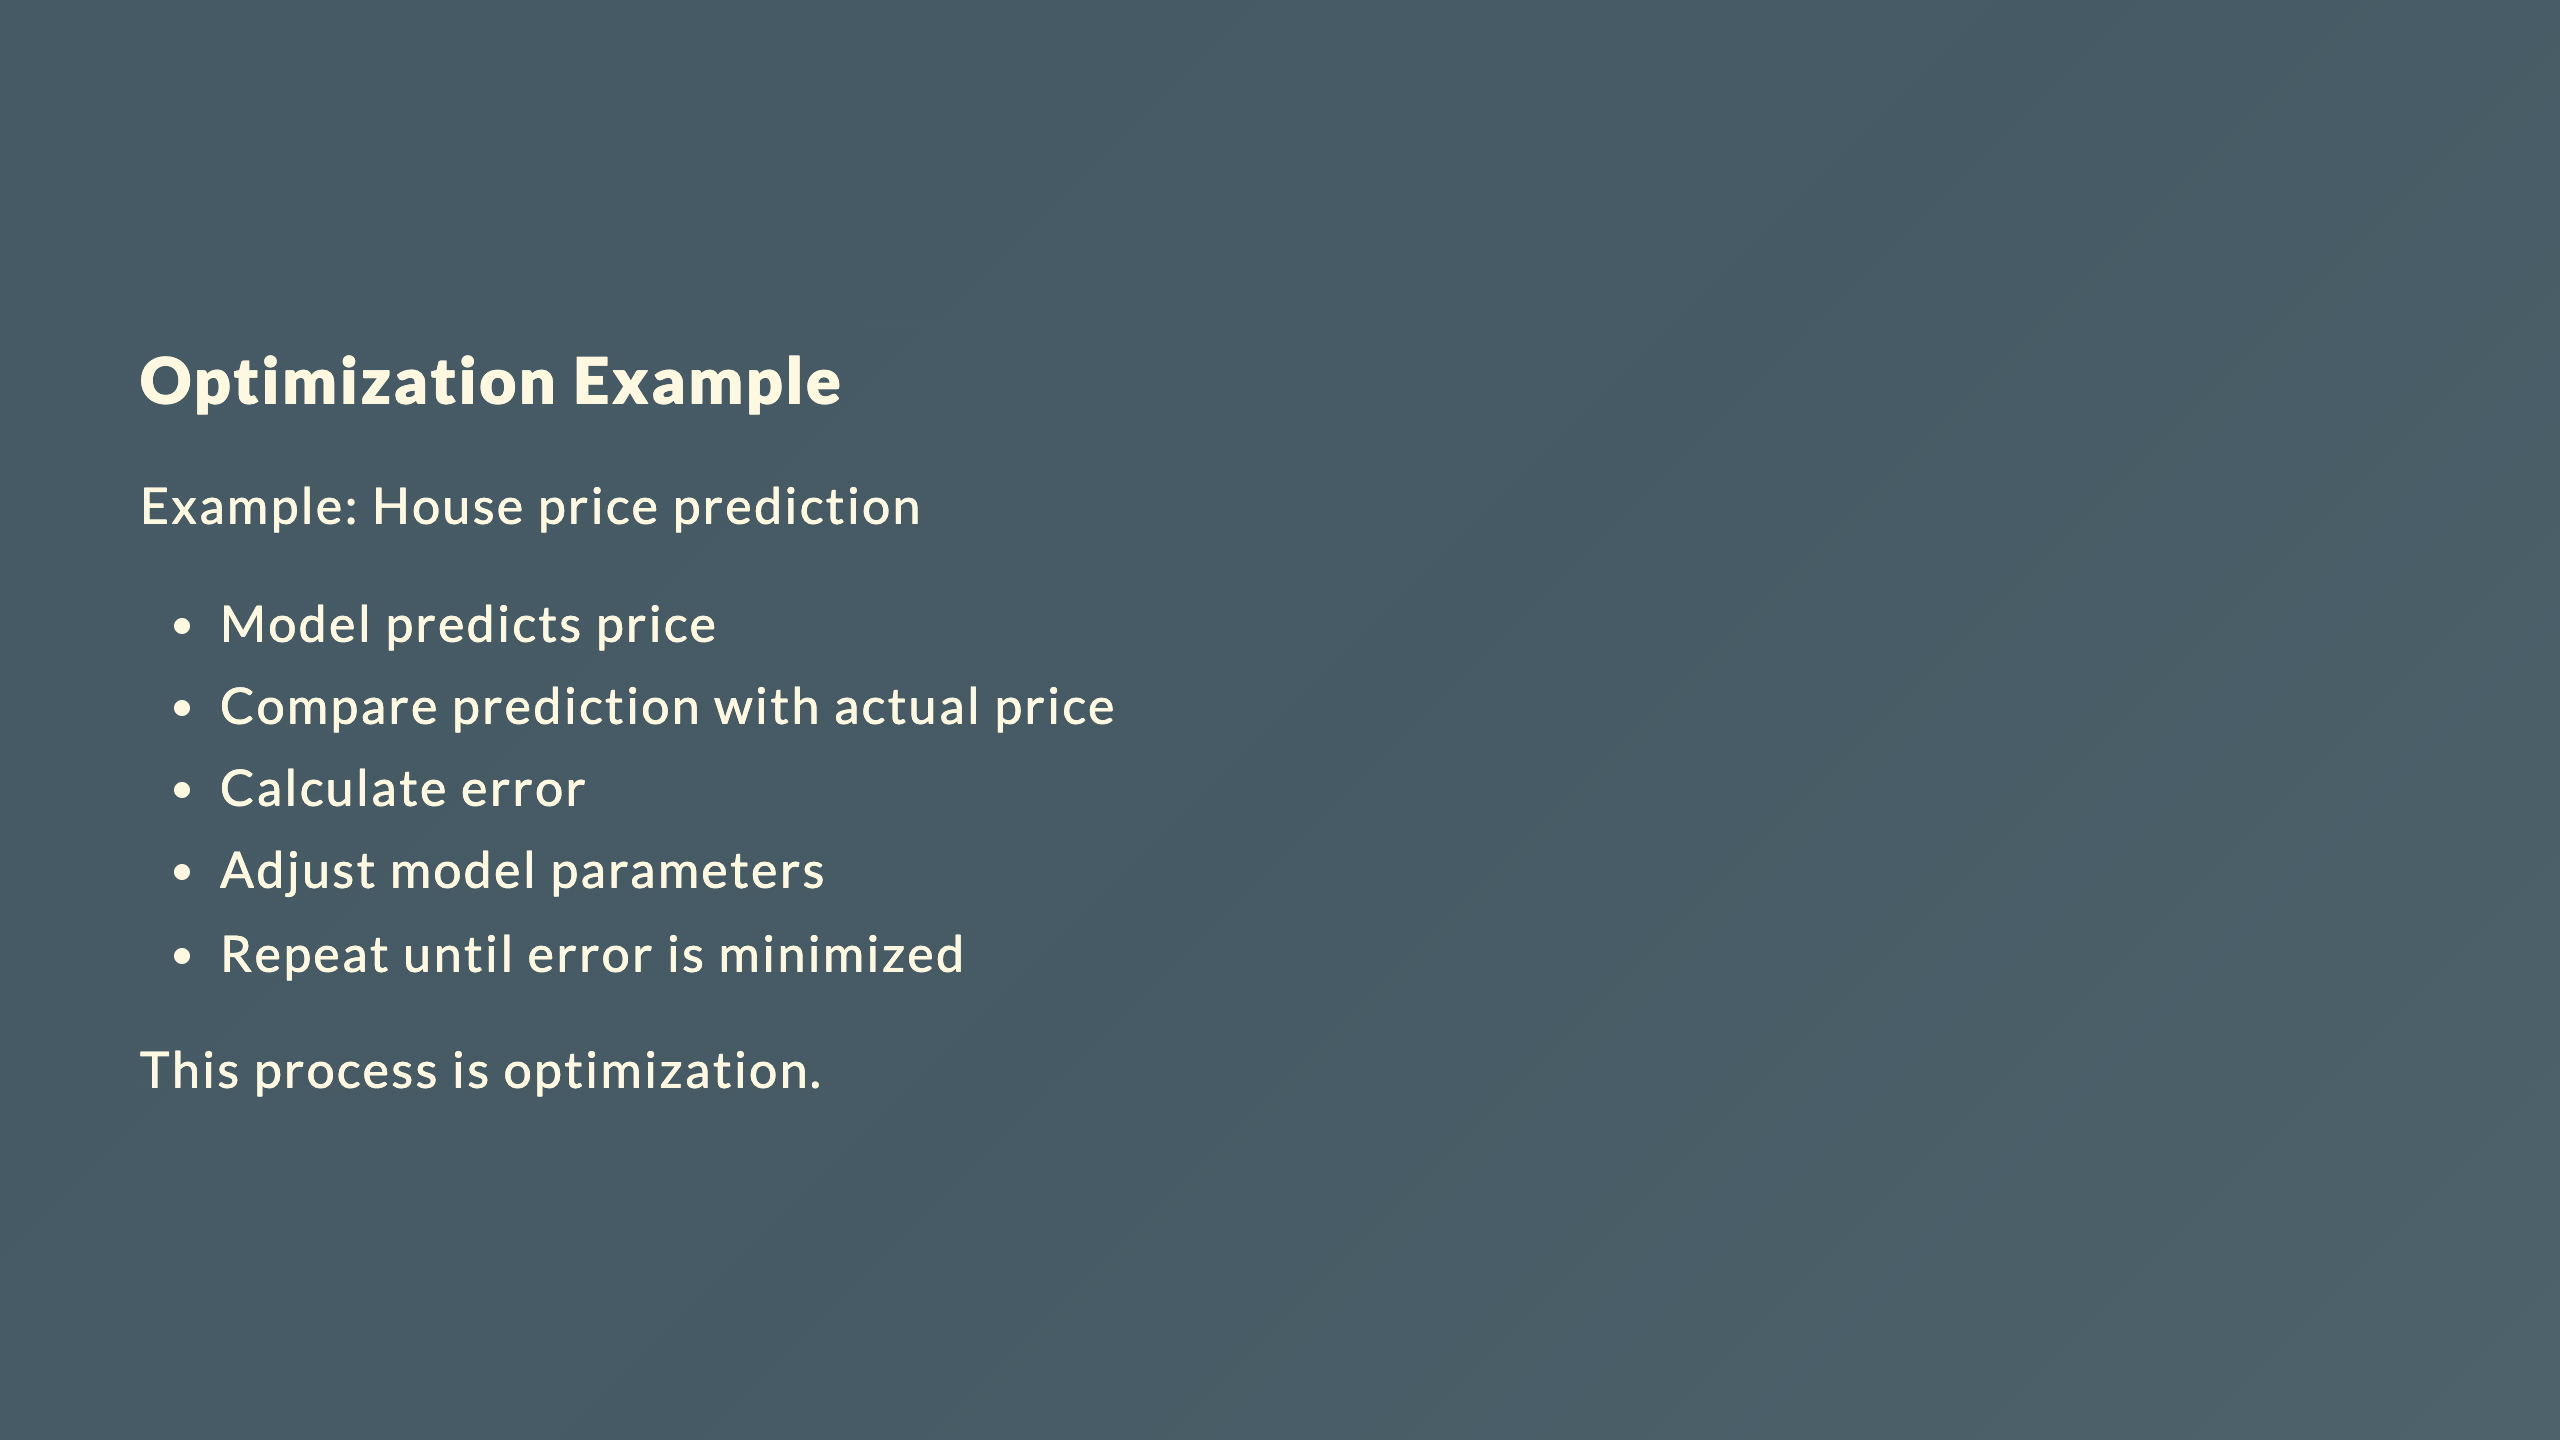 Optimization Example
Example: House price prediction
• Model predicts price
• Compare prediction with actual price
• Calculate error
• Adjust model parameters
• Repeat until error is minimized
This process is optimization.